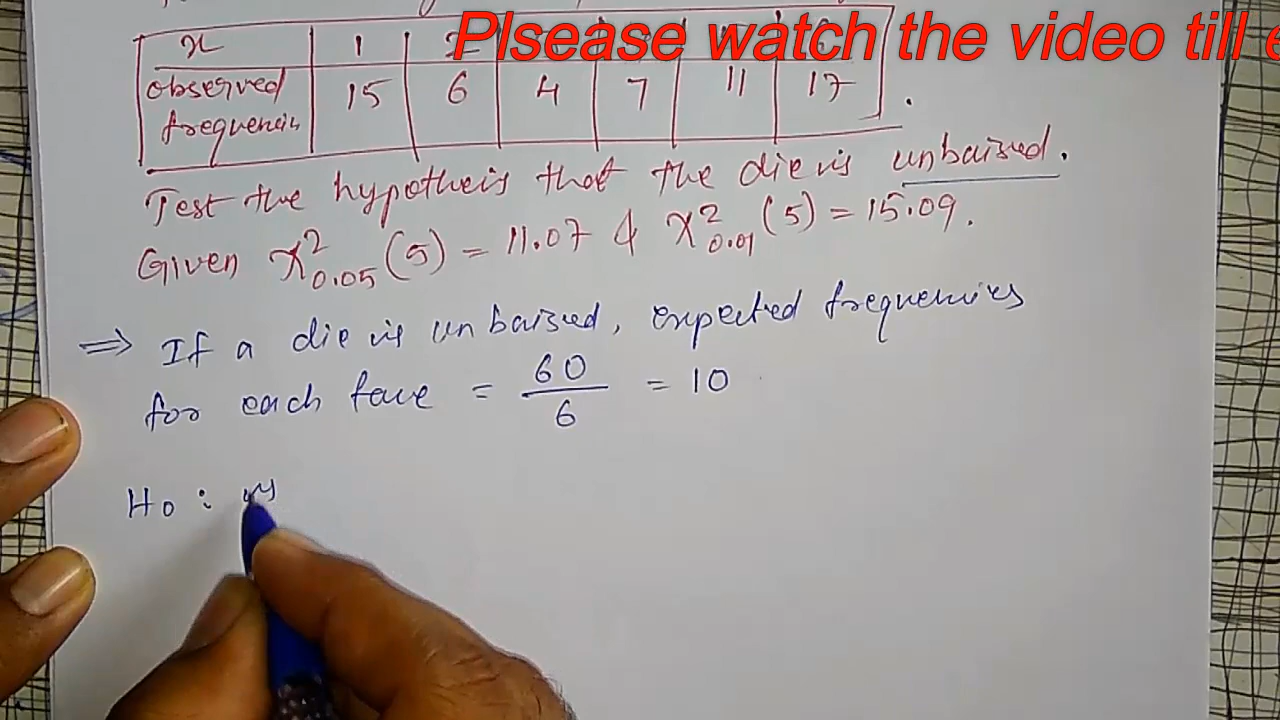 Plsease watch the video till e
x 1
observed frequencies 15 6 4 7 11 17
Test the hypotheis that the die is unbaised.
Given χ²0.05 (5) = 11.07 & χ²0.01 (5) = 15.09.
⇒ If a die is unbaised, expected frequencies
for each face = 60/6 = 10
H0 :